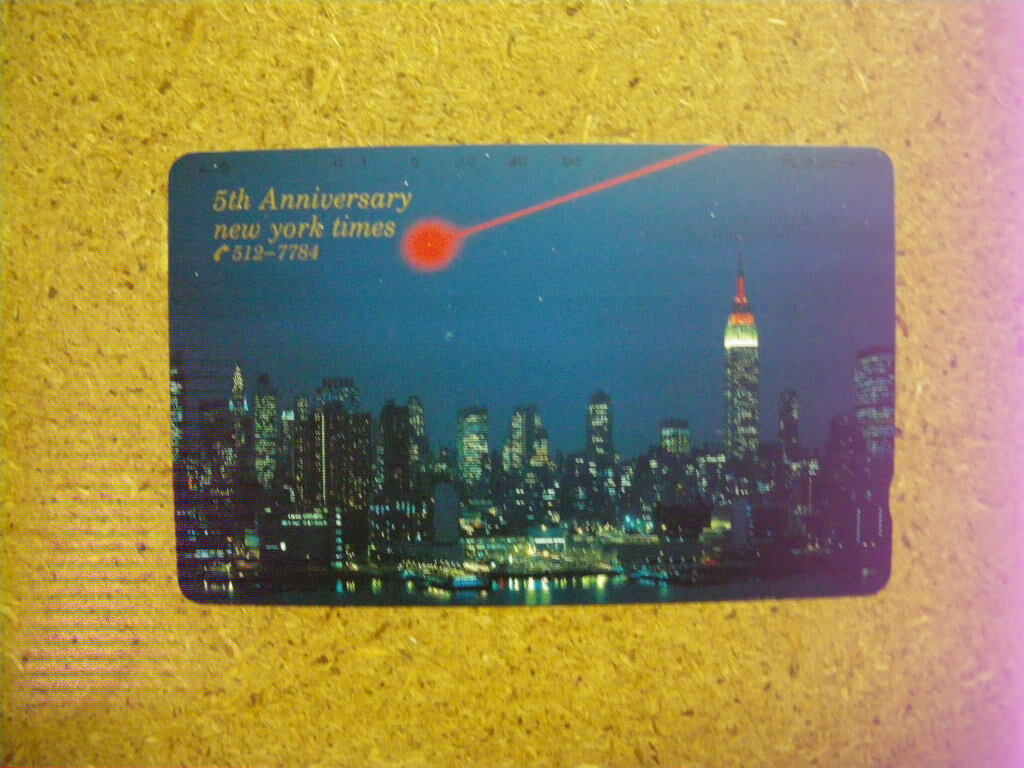 5th Anniversary
new york times
✆512-7784